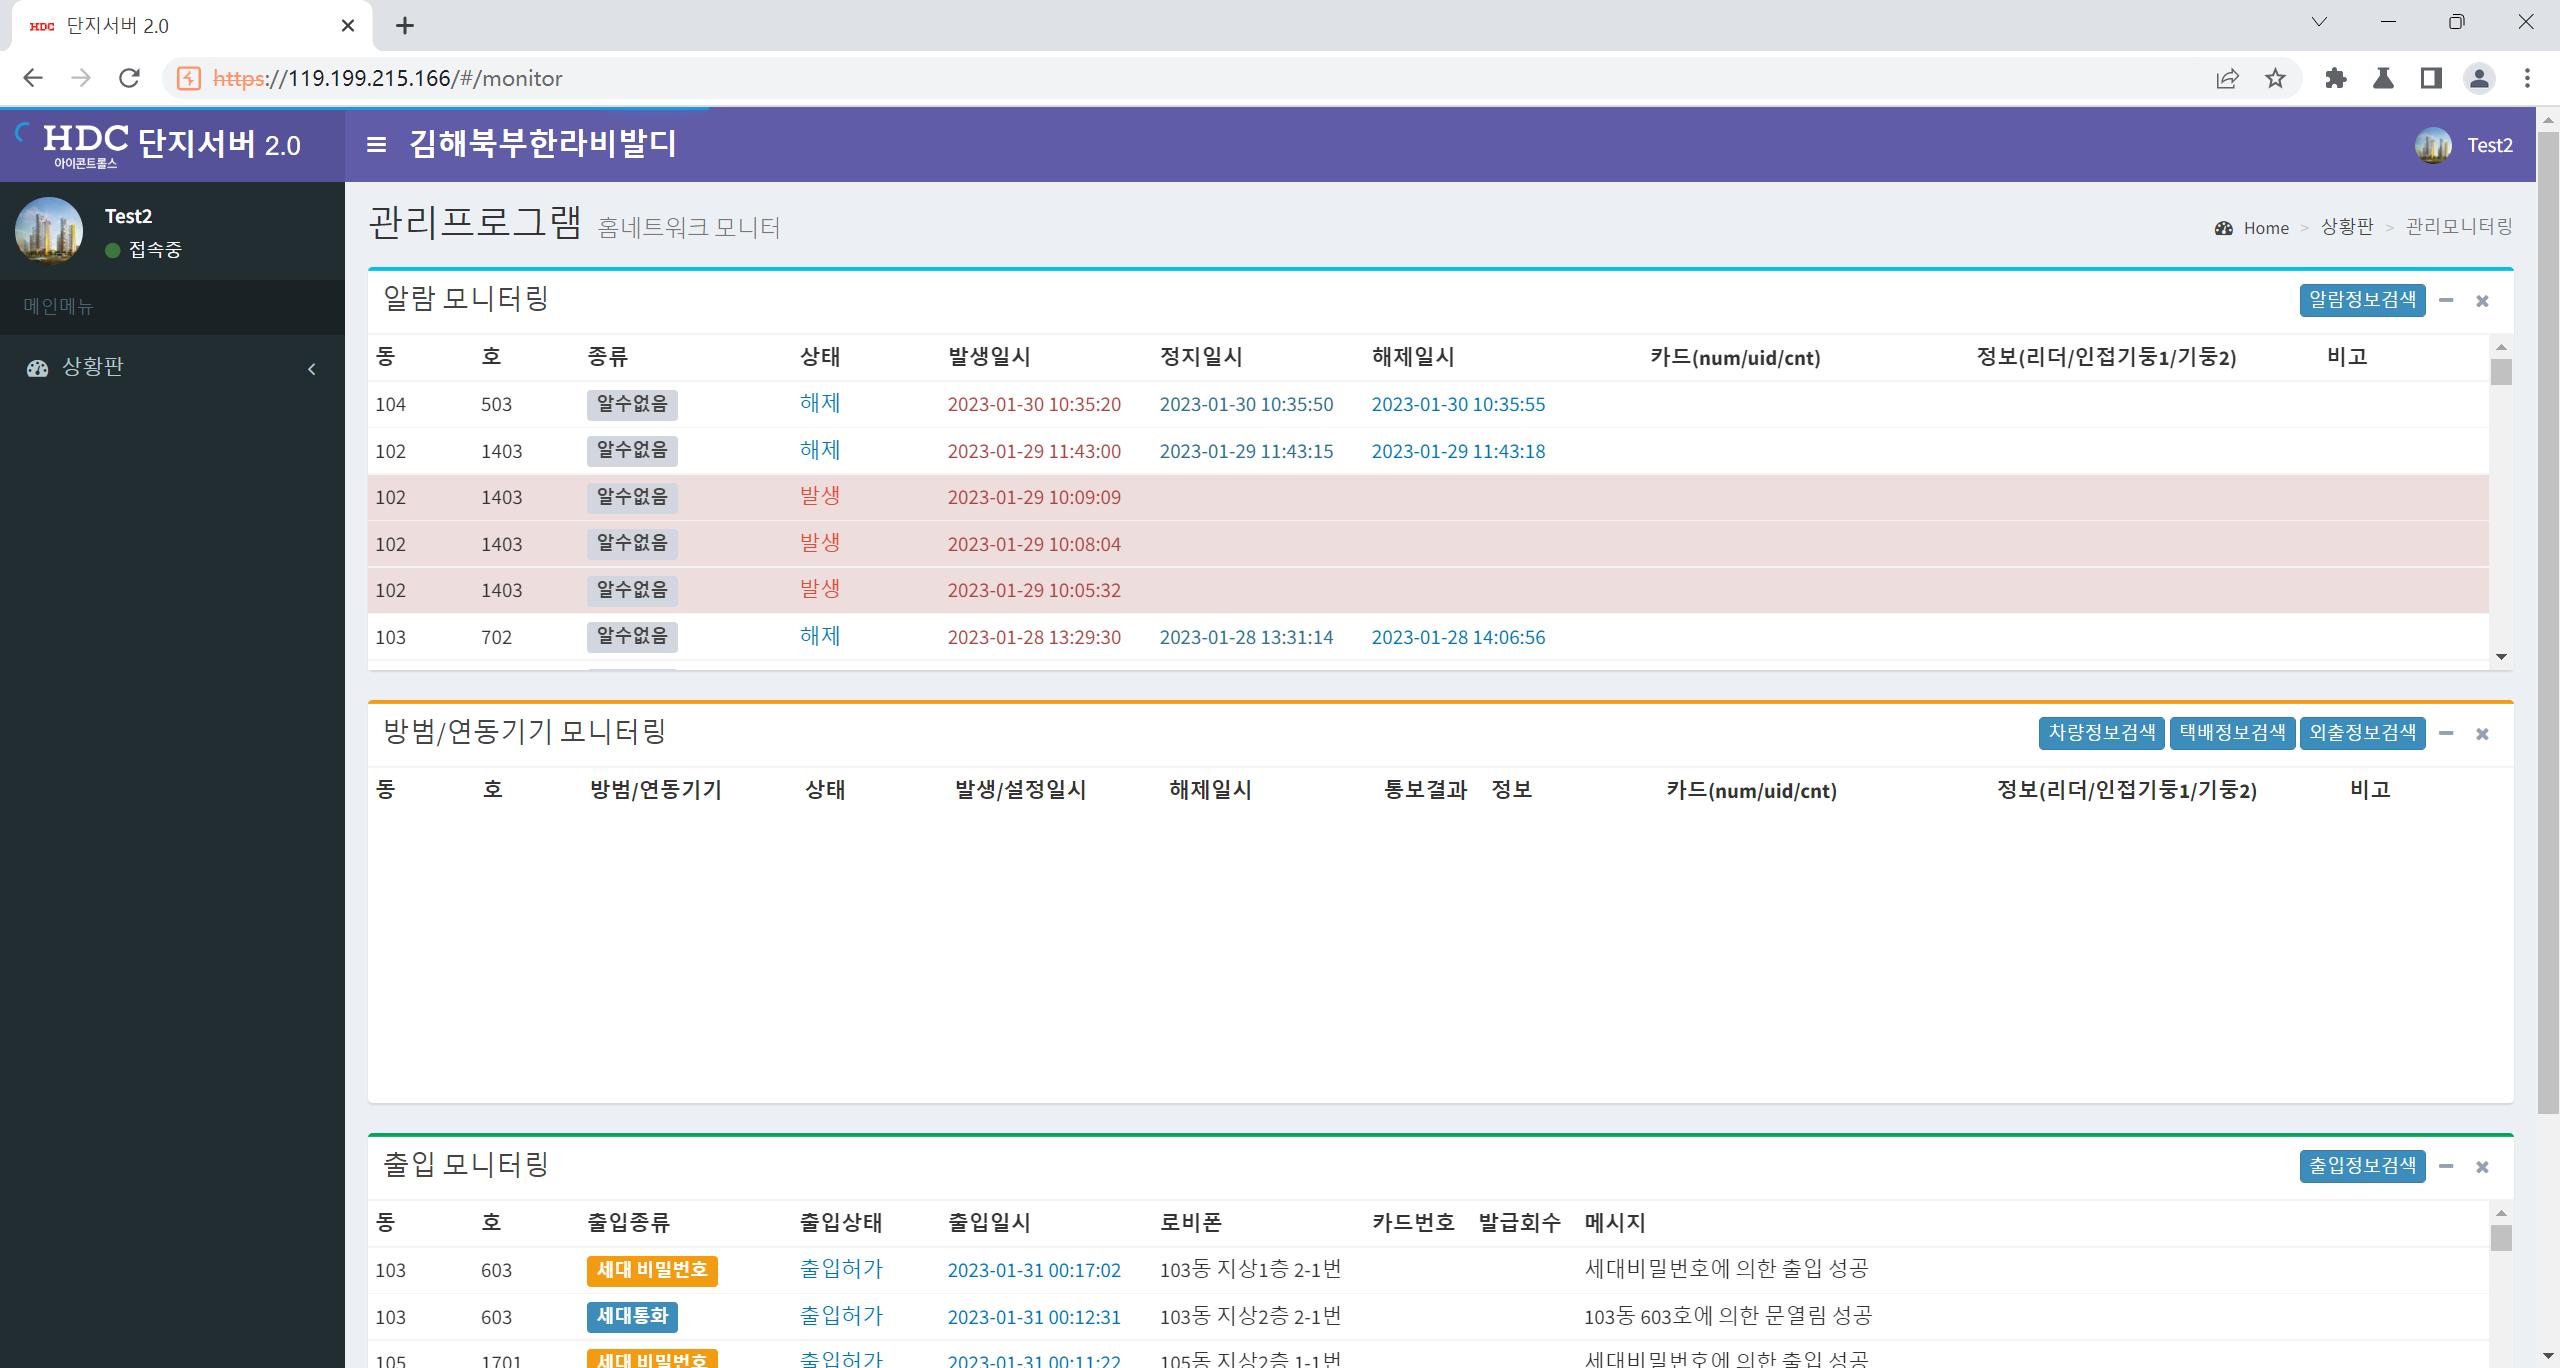 HDC 단지서버 2.0
https://119.199.215.166/#/monitor
HDC 단지서버 2.0
아이콘트롤스
김해북부한라비발디
Test2
Test2
접속중
메인메뉴
상황판
관리프로그램 홈네트워크 모니터
Home > 상황판 > 관리모니터링
알람 모니터링 알람정보검색
동 호 종류 상태 발생일시 정지일시 해제일시 카드(num/uid/cnt) 정보(리더/인접기둥1/기둥2) 비고
104 503 알수없음 해제 2023-01-30 10:35:20 2023-01-30 10:35:50 2023-01-30 10:35:55
102 1403 알수없음 해제 2023-01-29 11:43:00 2023-01-29 11:43:15 2023-01-29 11:43:18
102 1403 알수없음 발생 2023-01-29 10:09:09
102 1403 알수없음 발생 2023-01-29 10:08:04
102 1403 알수없음 발생 2023-01-29 10:05:32
103 702 알수없음 해제 2023-01-28 13:29:30 2023-01-28 13:31:14 2023-01-28 14:06:56
방범/연동기기 모니터링 차량정보검색 택배정보검색 외출정보검색
동 호 방범/연동기기 상태 발생/설정일시 해제일시 통보결과 정보 카드(num/uid/cnt) 정보(리더/인접기둥1/기둥2) 비고
출입 모니터링 출입정보검색
동 호 출입종류 출입상태 출입일시 로비폰 카드번호 발급회수 메시지
103 603 세대 비밀번호 출입허가 2023-01-31 00:17:02 103동 지상1층 2-1번 세대비밀번호에 의한 출입 성공
103 603 세대통화 출입허가 2023-01-31 00:12:31 103동 지상2층 2-1번 103동 603호에 의한 문열림 성공
105 1701 세대 비밀번호 출입허가 2023-01-31 00:11:22 105동 지상2층 1-1번 세대비밀번호에 의한 출입 성공